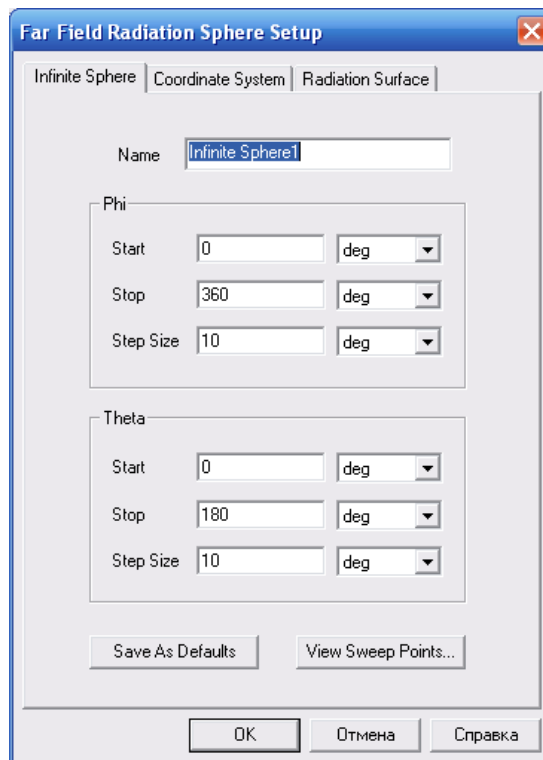 Far Field Radiation Sphere Setup
Infinite Sphere Coordinate System Radiation Surface
Name Infinite Sphere1
Phi
Start 0 deg
Stop 360 deg
Step Size 10 deg
Theta
Start 0 deg
Stop 180 deg
Step Size 10 deg
Save As Defaults View Sweep Points...
OK Отмена Справка